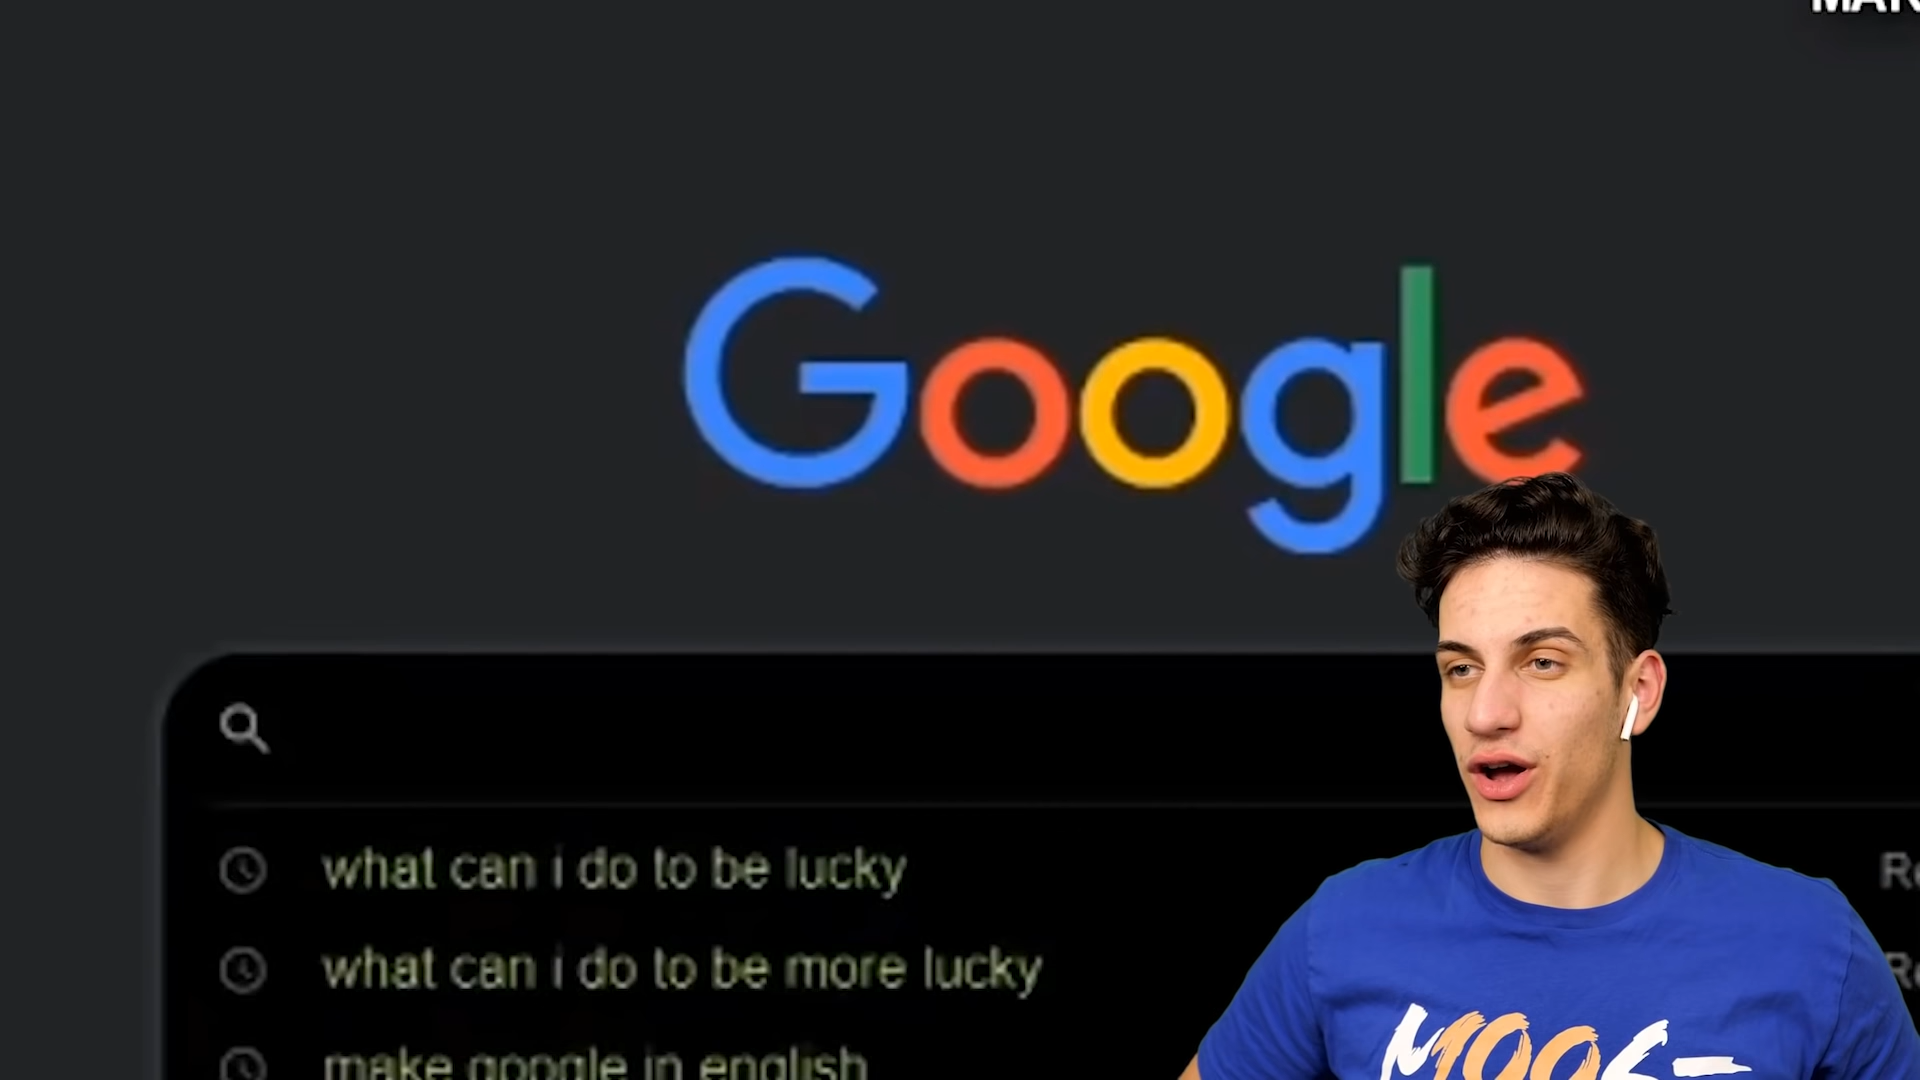 Google
what can i do to be lucky
what can i do to be more lucky
make google in english